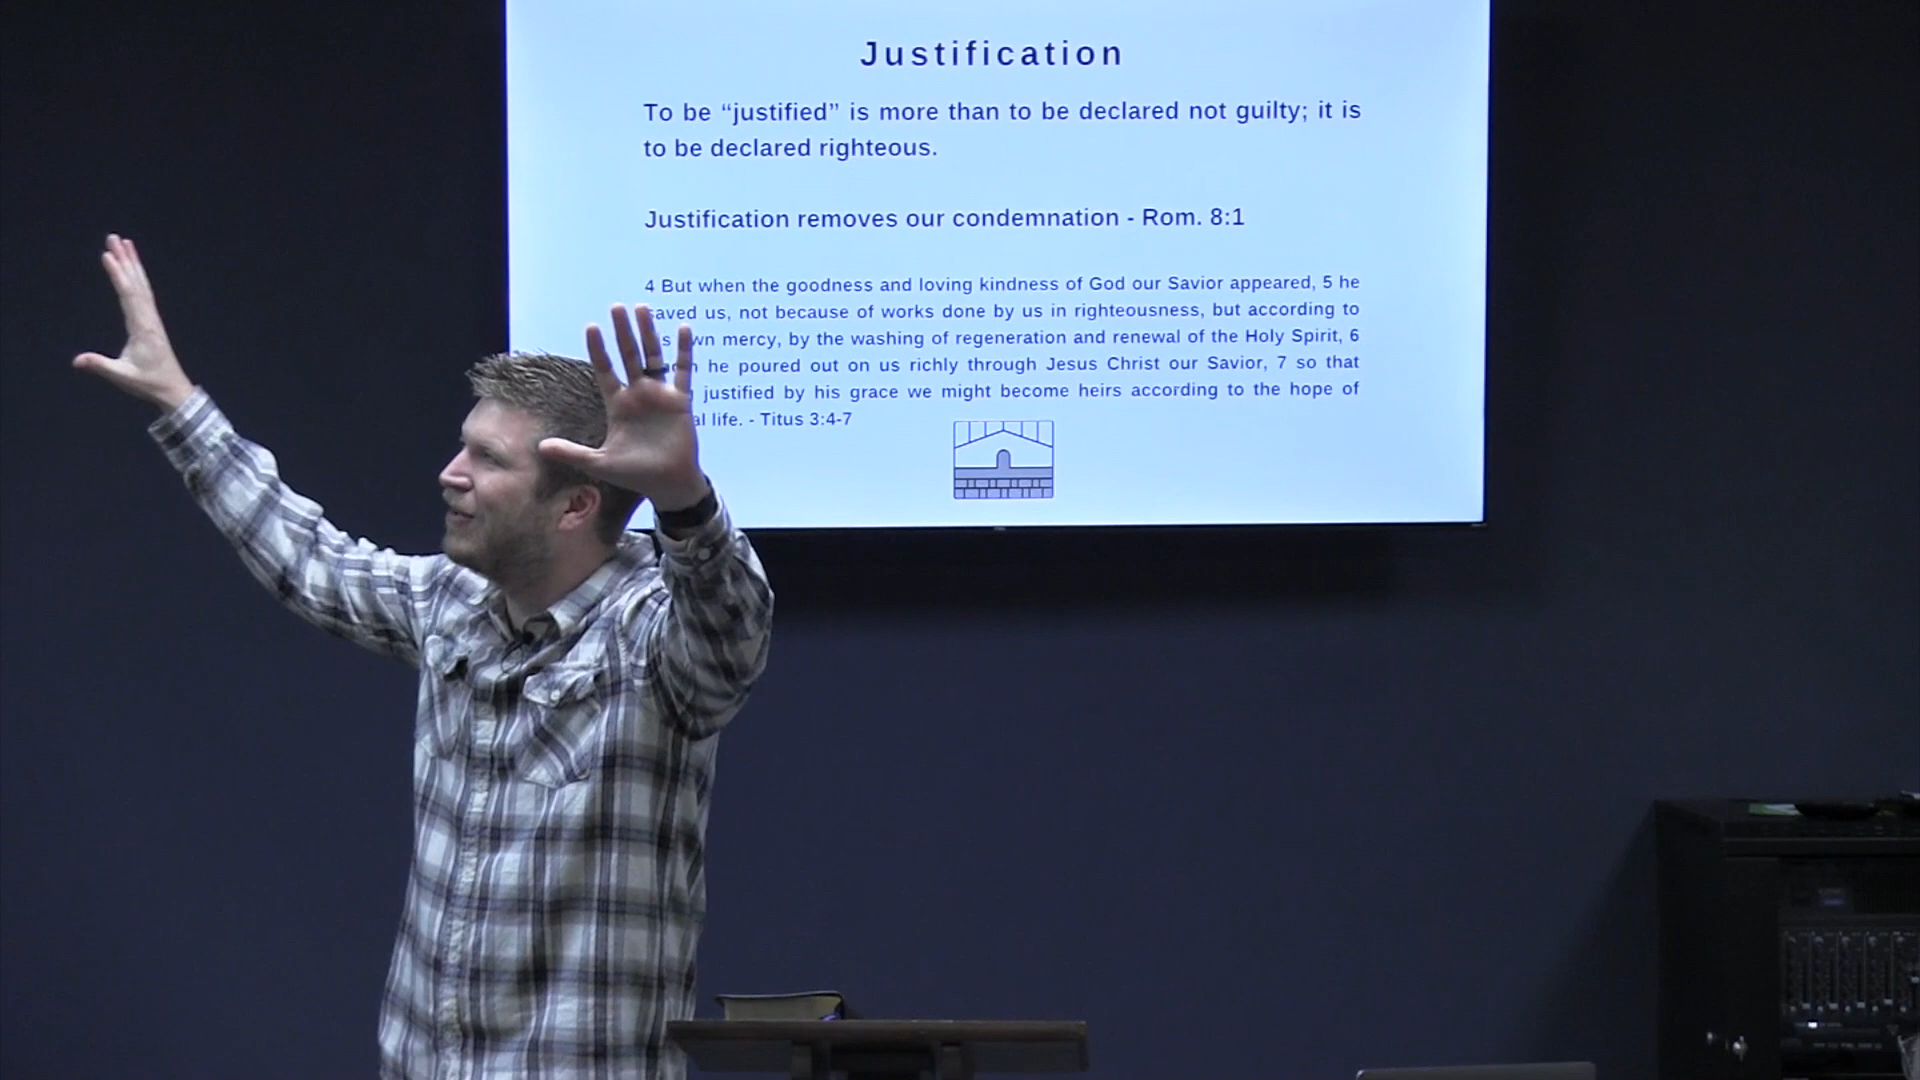 Justification
To be “justified” is more than to be declared not guilty; it is
to be declared righteous.
Justification removes our condemnation - Rom. 8:1
4 But when the goodness and loving kindness of God our Savior appeared, 5 he
saved us, not because of works done by us in righteousness, but according to
mercy, by the washing of regeneration and renewal of the Holy Spirit, 6
he poured out on us richly through Jesus Christ our Savior, 7 so that
justified by his grace we might become heirs according to the hope of
life. - Titus 3:4-7